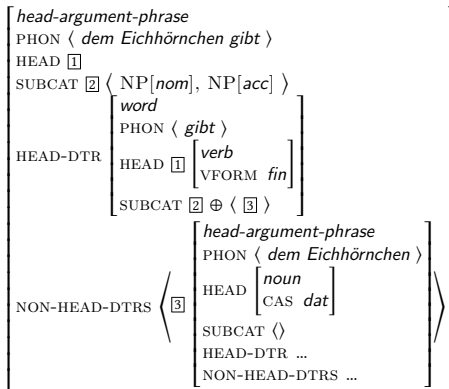 head-argument-phrase
PHON ⟨ dem Eichhörnchen gibt ⟩
HEAD 1
SUBCAT 2 ⟨ NP[nom], NP[acc] ⟩
word
PHON ⟨ gibt ⟩
HEAD-DTR HEAD 1 verb
VFORM fin
SUBCAT 2 ⊕ ⟨ 3 ⟩
head-argument-phrase
PHON ⟨ dem Eichhörnchen ⟩
HEAD noun
CAS dat
NON-HEAD-DTRS ⟨ 3
SUBCAT ⟨⟩
HEAD-DTR ...
NON-HEAD-DTRS ... ⟩